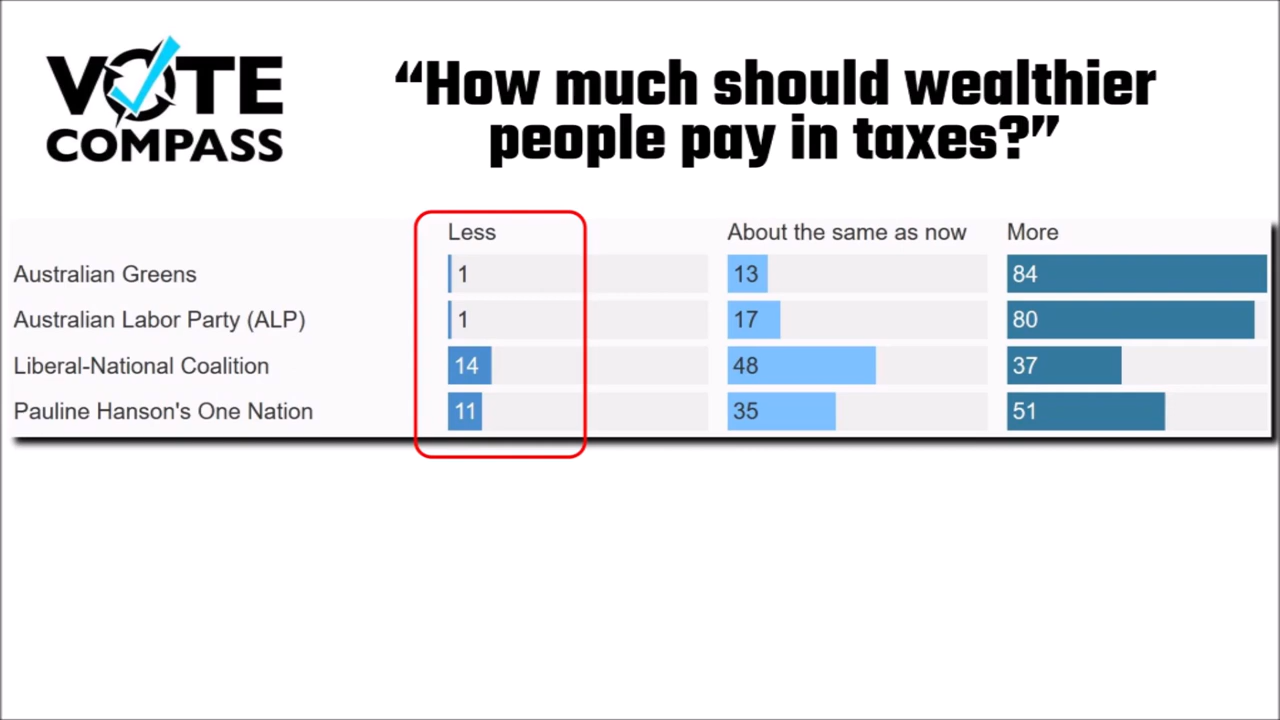 VOTE
COMPASS
“How much should wealthier
people pay in taxes?”
Less About the same as now More
Australian Greens 1 13 84
Australian Labor Party (ALP) 1 17 80
Liberal-National Coalition 14 48 37
Pauline Hanson's One Nation 11 35 51